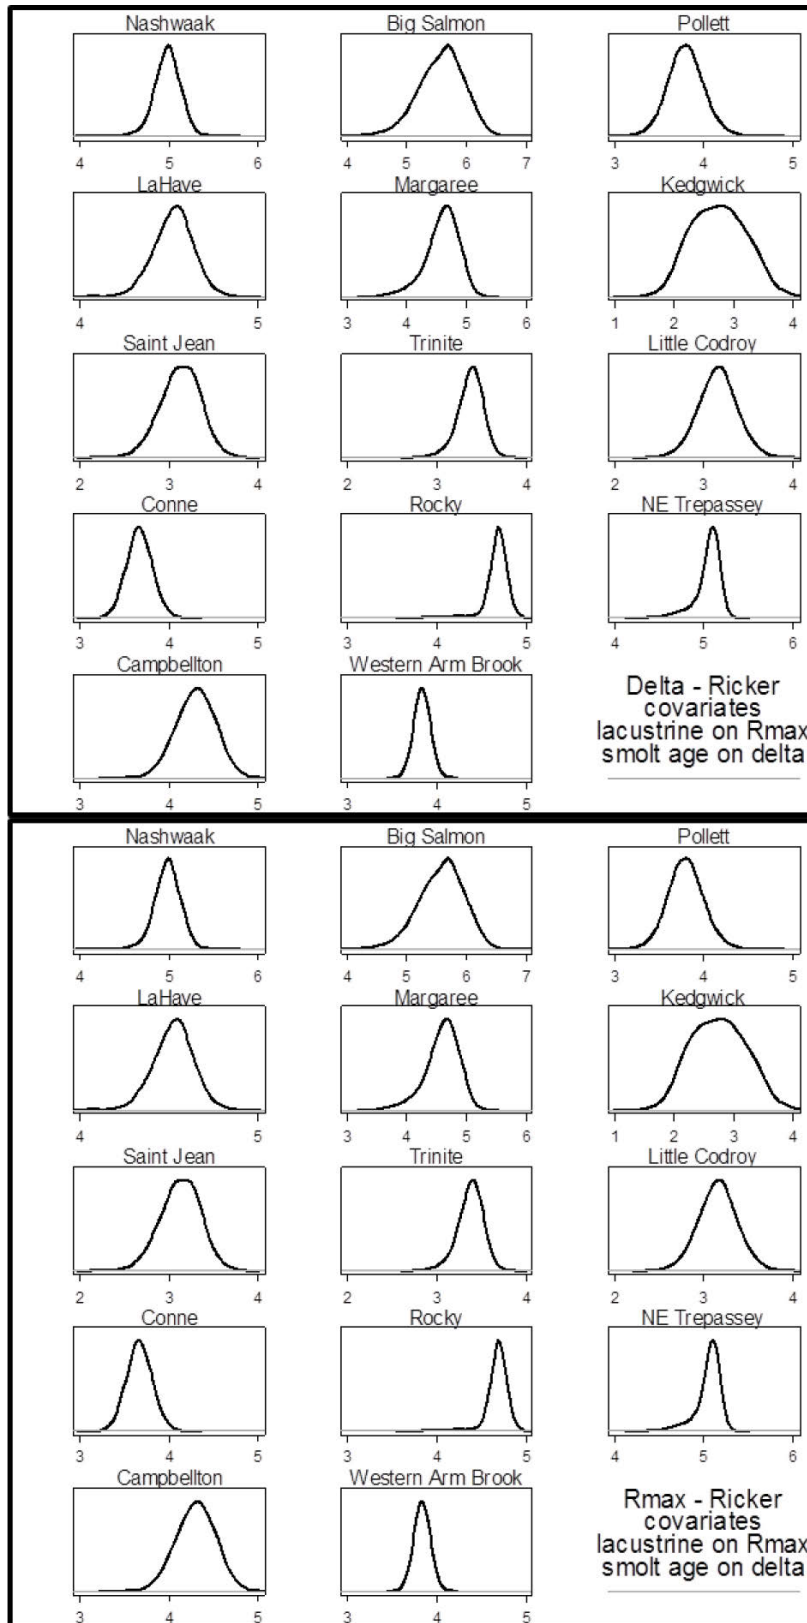 Nashwaak Big Salmon Pollett
4 5 6 4 5 6 7 3 4 5
LaHave Margaree Kedgwick
4 5 3 4 5 6 1 2 3 4
Saint Jean Trinite Little Codroy
2 3 4 2 3 4 2 3 4
Conne Rocky NE Trepassey
3 4 5 3 4 5 4 5 6
Campbellton Western Arm Brook
3 4 5 3 4 5
Delta - Ricker
covariates
lacustrine on Rmax
smolt age on delta
Nashwaak Big Salmon Pollett
4 5 6 4 5 6 7 3 4 5
LaHave Margaree Kedgwick
4 5 3 4 5 6 1 2 3 4
Saint Jean Trinite Little Codroy
2 3 4 2 3 4 2 3 4
Conne Rocky NE Trepassey
3 4 5 3 4 5 4 5 6
Campbellton Western Arm Brook
3 4 5 3 4 5
Rmax - Ricker
covariates
lacustrine on Rmax
smolt age on delta